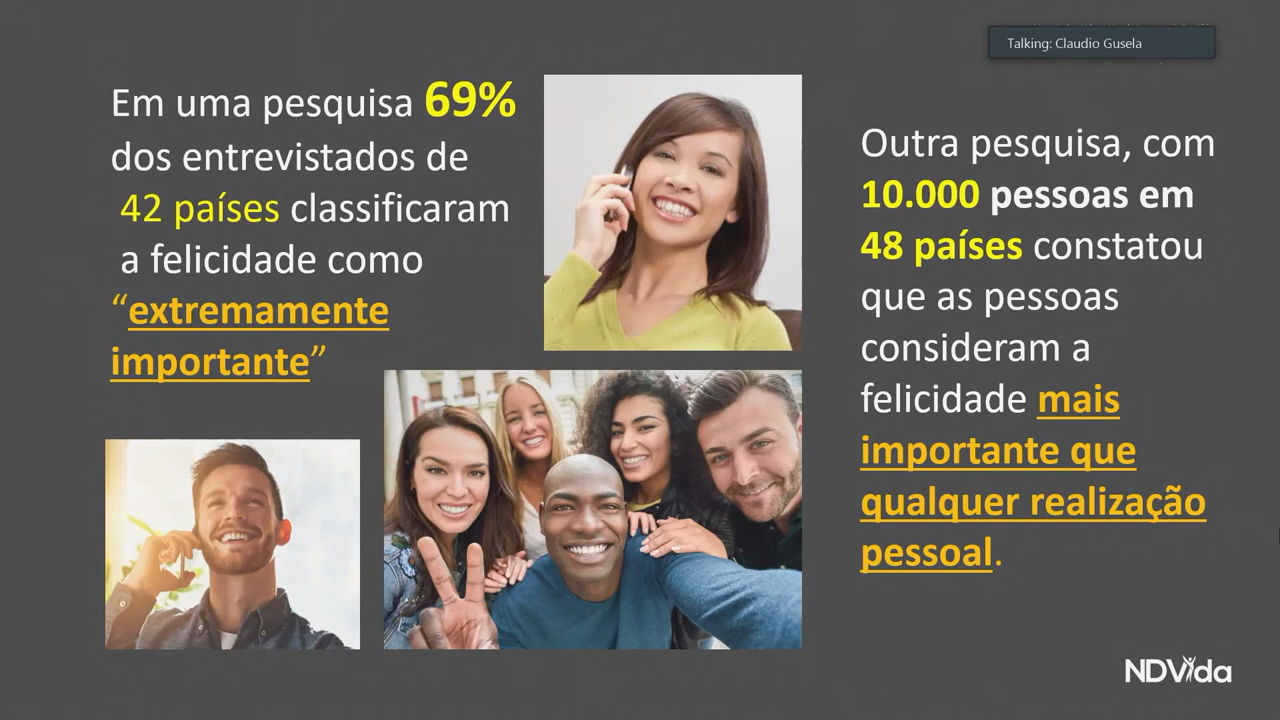 Talking: Claudio Gusela
Em uma pesquisa 69%
dos entrevistados de
42 países classificaram
a felicidade como
“extremamente
importante”
Outra pesquisa, com
10.000 pessoas em
48 países constatou
que as pessoas
consideram a
felicidade mais
importante que
qualquer realização
pessoal.
NDVida